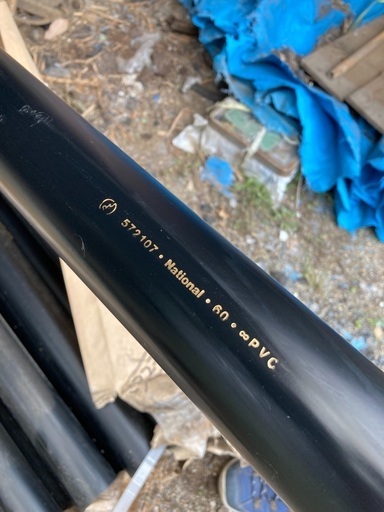 572107 • National • 60 • ∞PVC